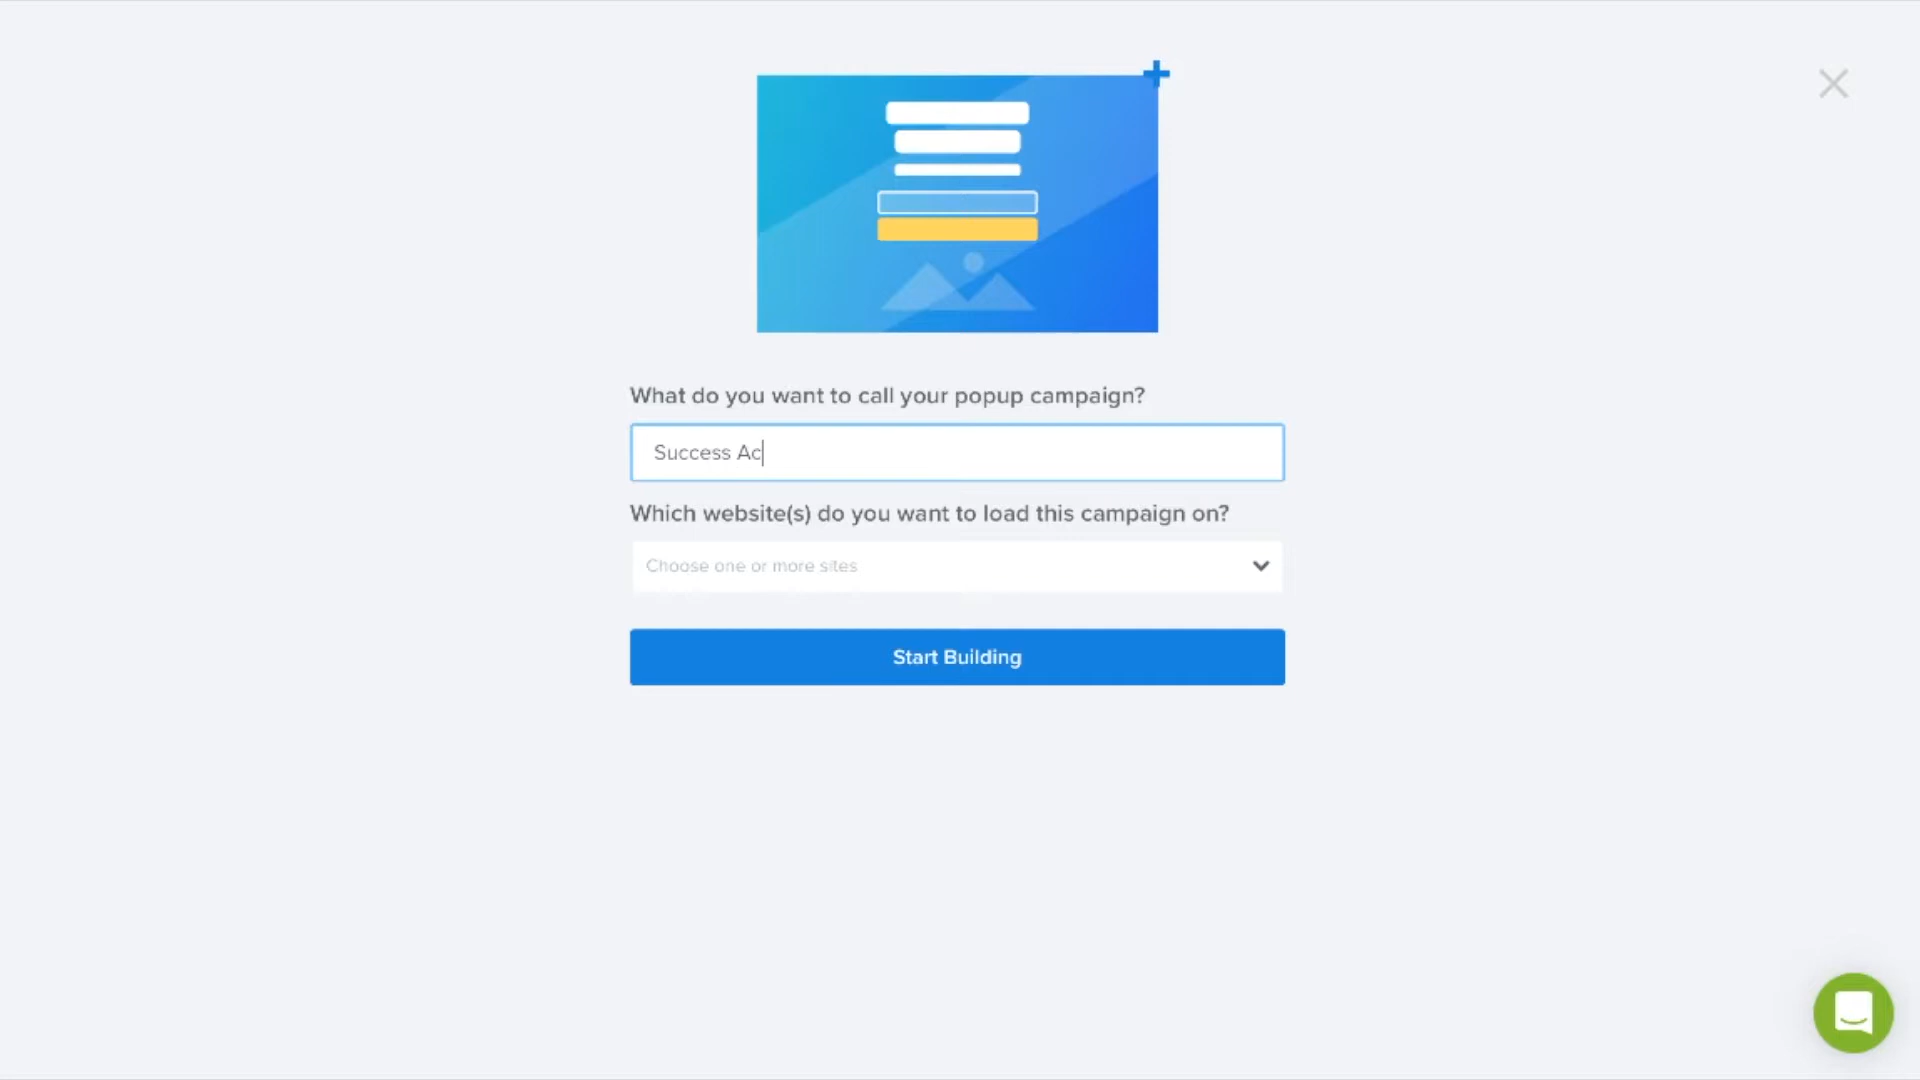 What do you want to call your popup campaign?
Success Ac
Which website(s) do you want to load this campaign on?
Choose one or more sites
Start Building